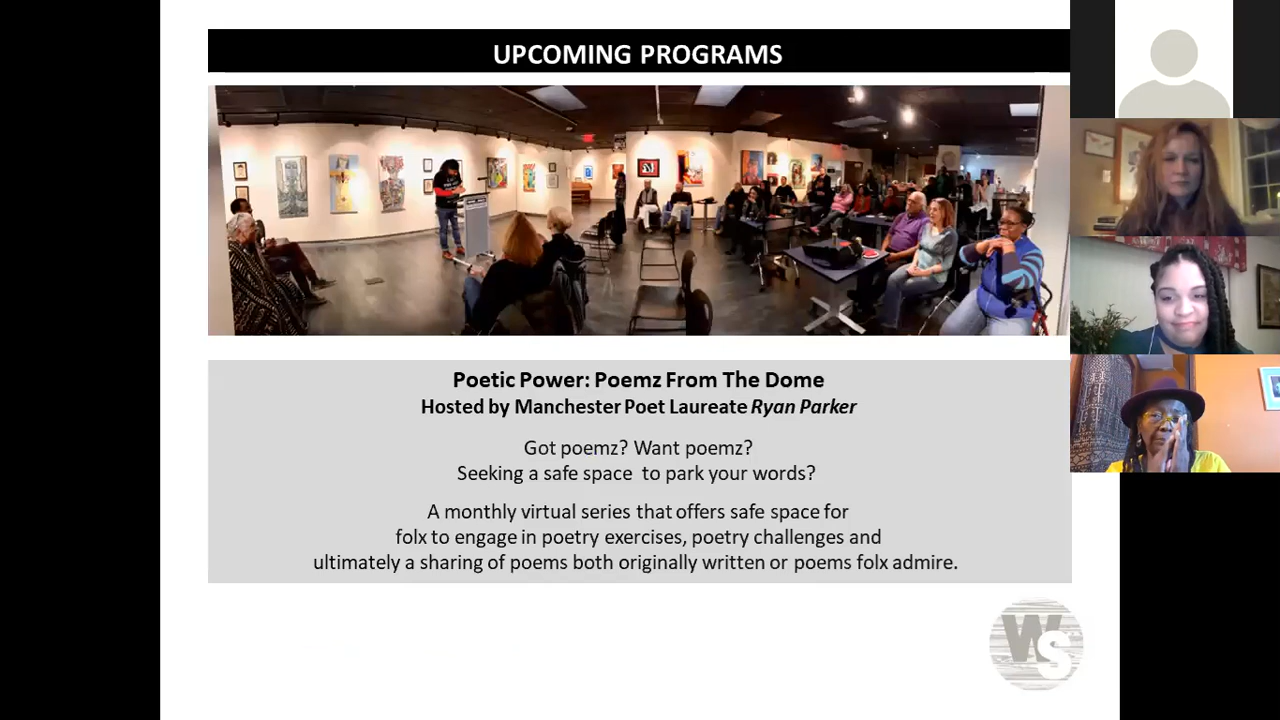 UPCOMING PROGRAMS
Poetic Power: Poemz From The Dome
Hosted by Manchester Poet Laureate Ryan Parker
Got poemz? Want poemz?
Seeking a safe space to park your words?
A monthly virtual series that offers safe space for
folx to engage in poetry exercises, poetry challenges and
ultimately a sharing of poems both originally written or poems folx admire.
WS